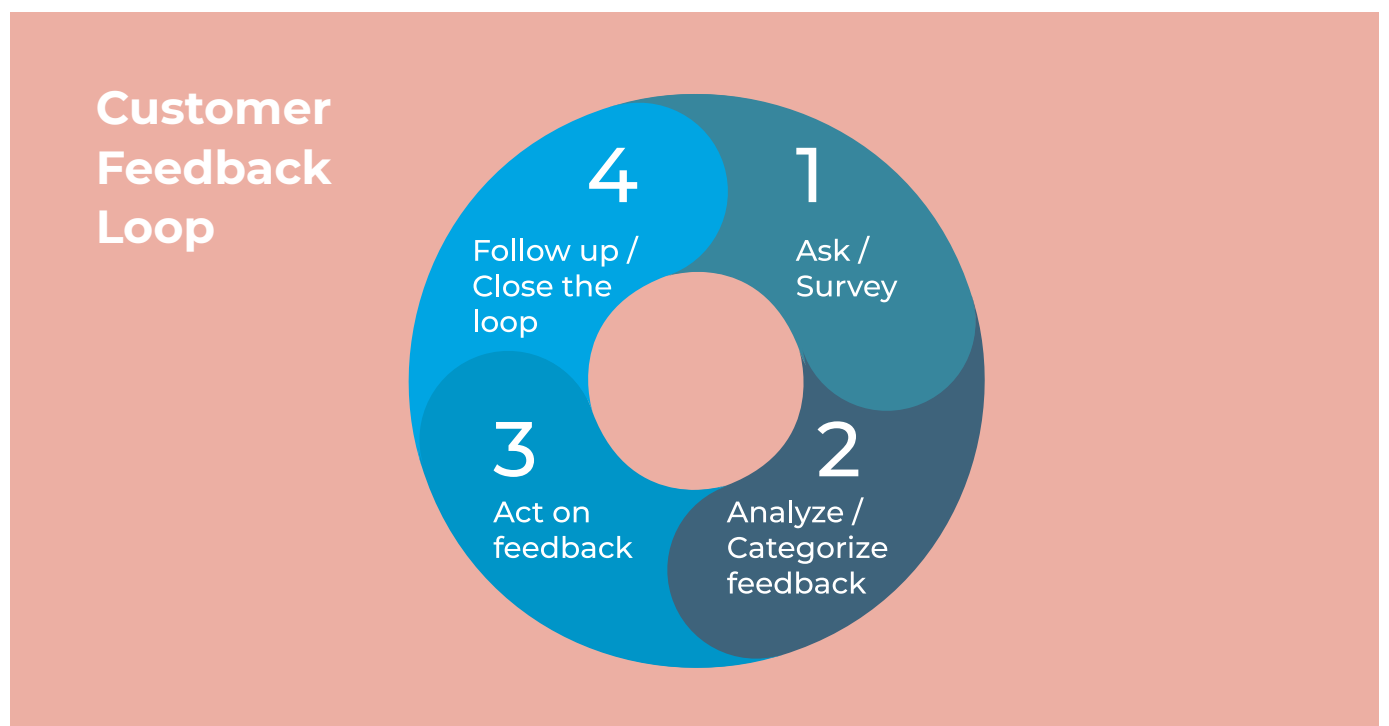 Customer
Feedback
Loop
1
Ask /
Survey
2
Analyze /
Categorize
feedback
3
Act on
feedback
4
Follow up /
Close the
loop